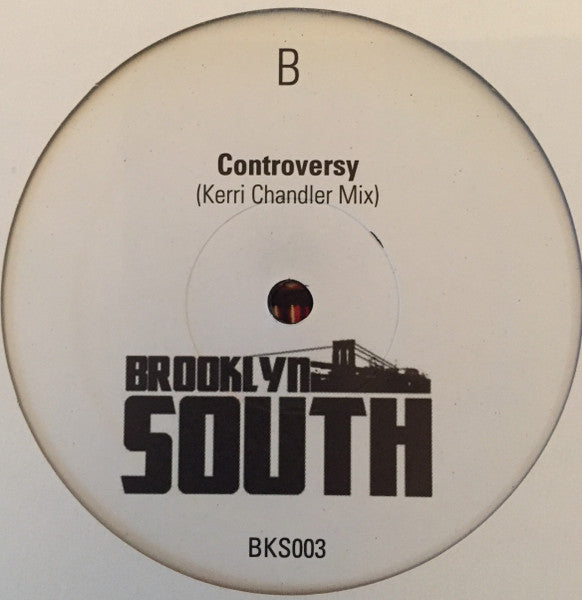 B
Controversy
(Kerri Chandler Mix)
BROOKLYN
SOUTH
BKS003